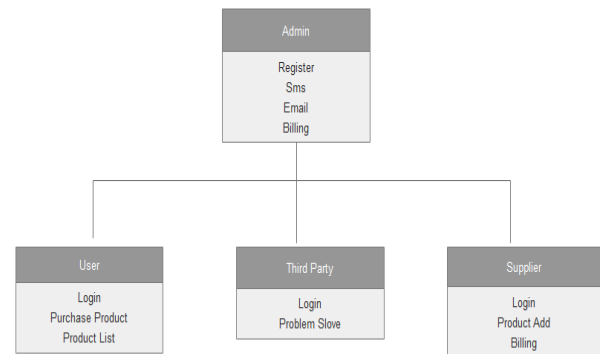 Admin
Register
Sms
Email
Billing
User
Login
Purchase Product
Product List
Third Party
Login
Problem Slove
Supplier
Login
Product Add
Billing